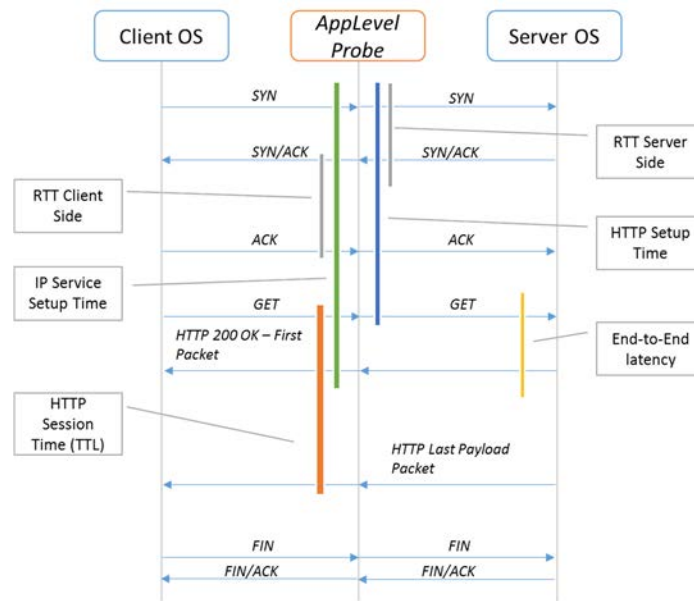 Client OS
AppLevel
Probe
Server OS
SYN
SYN
RTT Server
Side
SYN/ACK
SYN/ACK
RTT Client
Side
HTTP Setup
Time
ACK
ACK
IP Service
Setup Time
GET
GET
HTTP 200 OK – First
Packet
End-to-End
latency
HTTP
Session
Time (TTL)
HTTP Last Payload
Packet
FIN
FIN
FIN/ACK
FIN/ACK